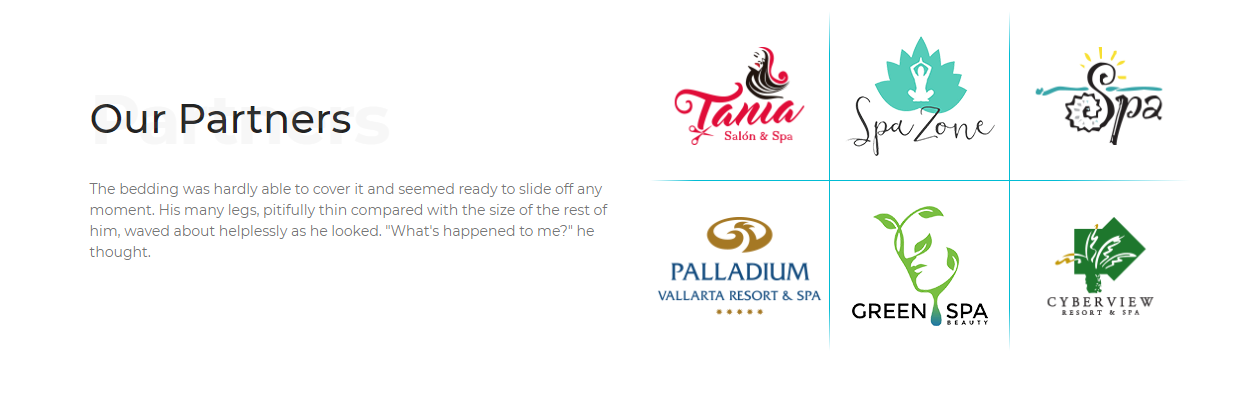 Our Partners
Partners
The bedding was hardly able to cover it and seemed ready to slide off any
moment. His many legs, pitifully thin compared with the size of the rest of
him, waved about helplessly as he looked. "What's happened to me?" he
thought.
Tania
Salón & Spa
Spa Zone
Spa
PALLADIUM
VALLARTA RESORT & SPA
GREEN SPA
BEAUTY
CYBERVIEW
RESORT & SPA